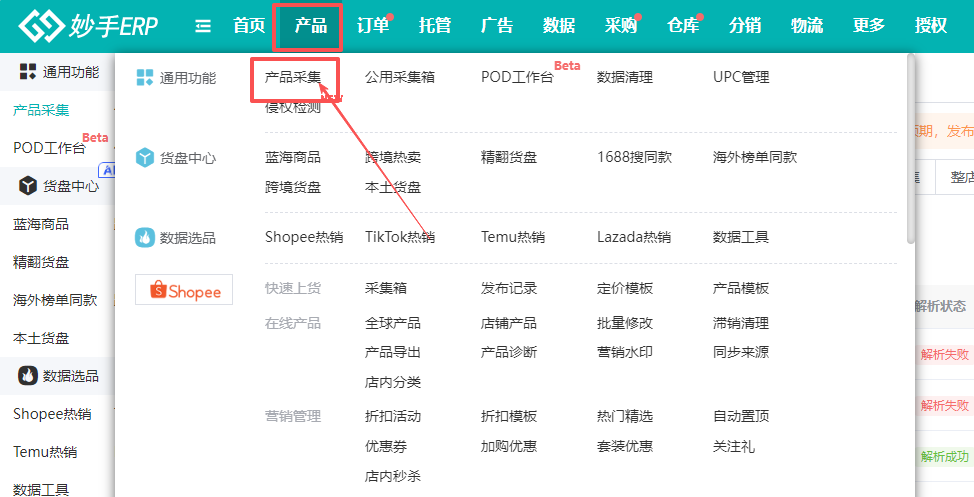 妙手ERP 首页 产品 订单 托管 广告 数据 采购 仓库 分销 物流 更多 授权
通用功能
产品采集
POD工作台 Beta
货盘中心
蓝海商品
精翻货盘
海外榜单同款
本土货盘
数据选品
Shopee热销
Temu热销
数据工具
通用功能 产品采集 公用采集箱 POD工作台 Beta 数据清理 UPC管理
侵权检测
货盘中心 蓝海商品 跨境热卖 精翻货盘 1688搜同款 海外榜单同款
跨境货盘 本土货盘
数据选品 Shopee热销 TikTok热销 Temu热销 Lazada热销 数据工具
Shopee 快速上货 采集箱 发布记录 定价模板 产品模板
在线产品 全球产品 店铺产品 批量修改 滞销清理
产品导出 产品诊断 营销水印 同步来源
店内分类
营销管理 折扣活动 折扣模板 热门精选 自动置顶
优惠券 加购优惠 套装优惠 关注礼
店内秒杀
期，发布
整店
解析状态
解析失败
解析失败
解析成功